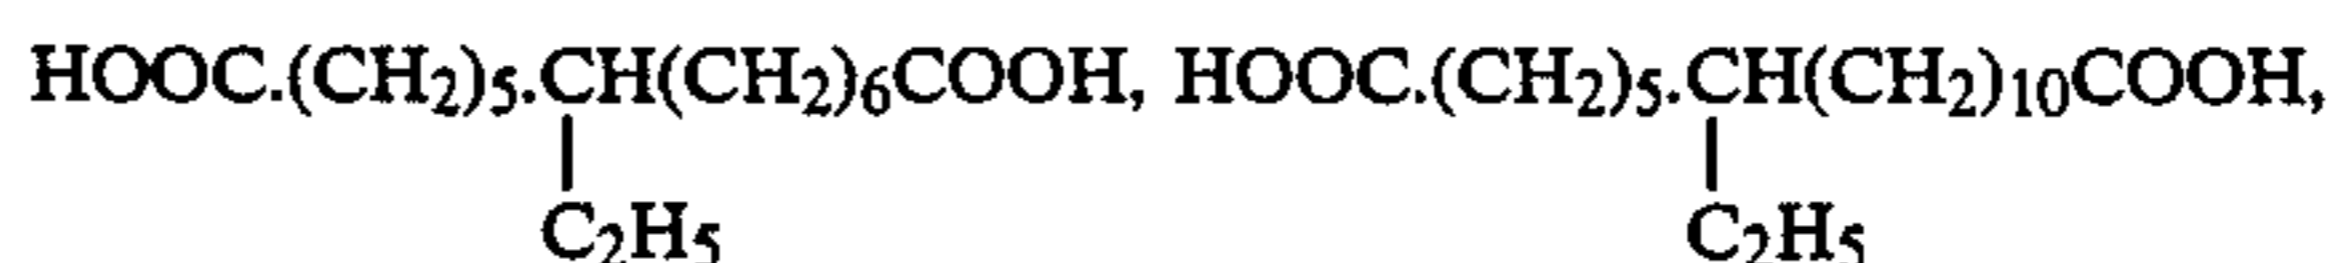 HOOC.(CH₂)₅.CH(CH₂)₆COOH, HOOC.(CH₂)₅.CH(CH₂)₁₀COOH,
C₂H₅ C₂H₅